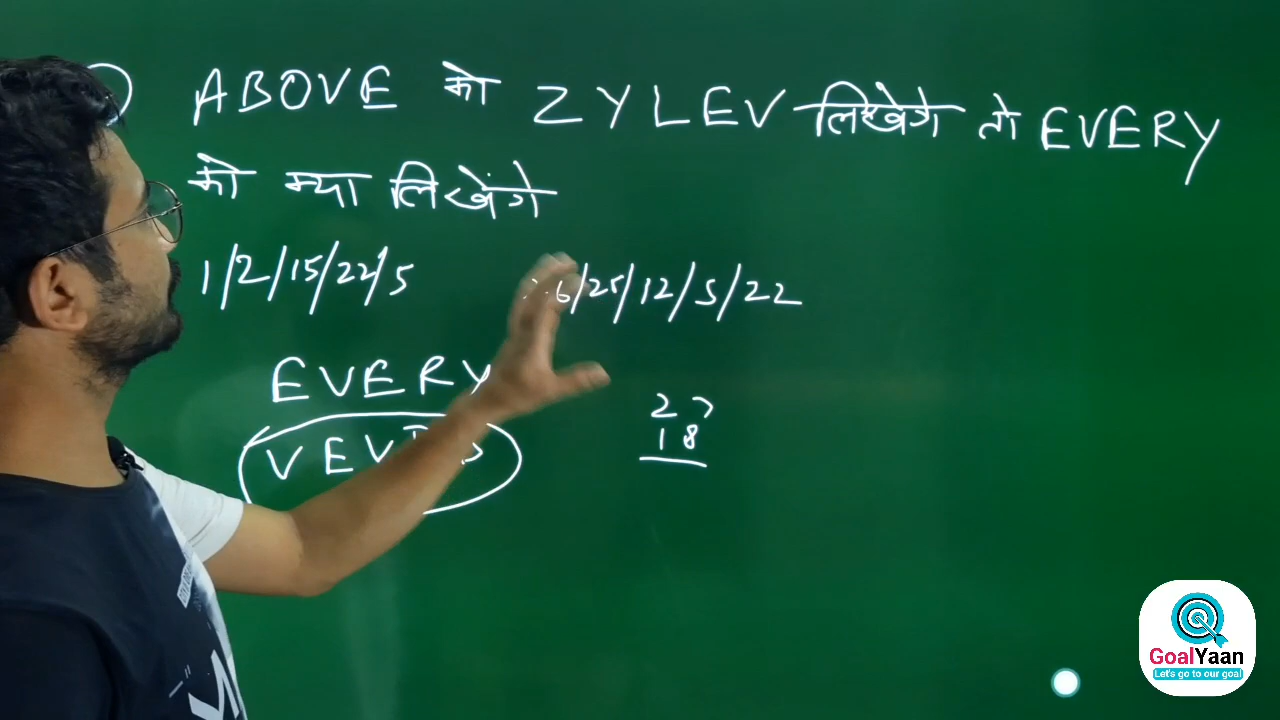 ABOVE को ZYLEV लिखेंगे तो EVERY
को क्या लिखेंगे
1/2/15/22/5
6/25/12/5/22
EVERY
VEV
27
18
GoalYaan
Let's go to our goal